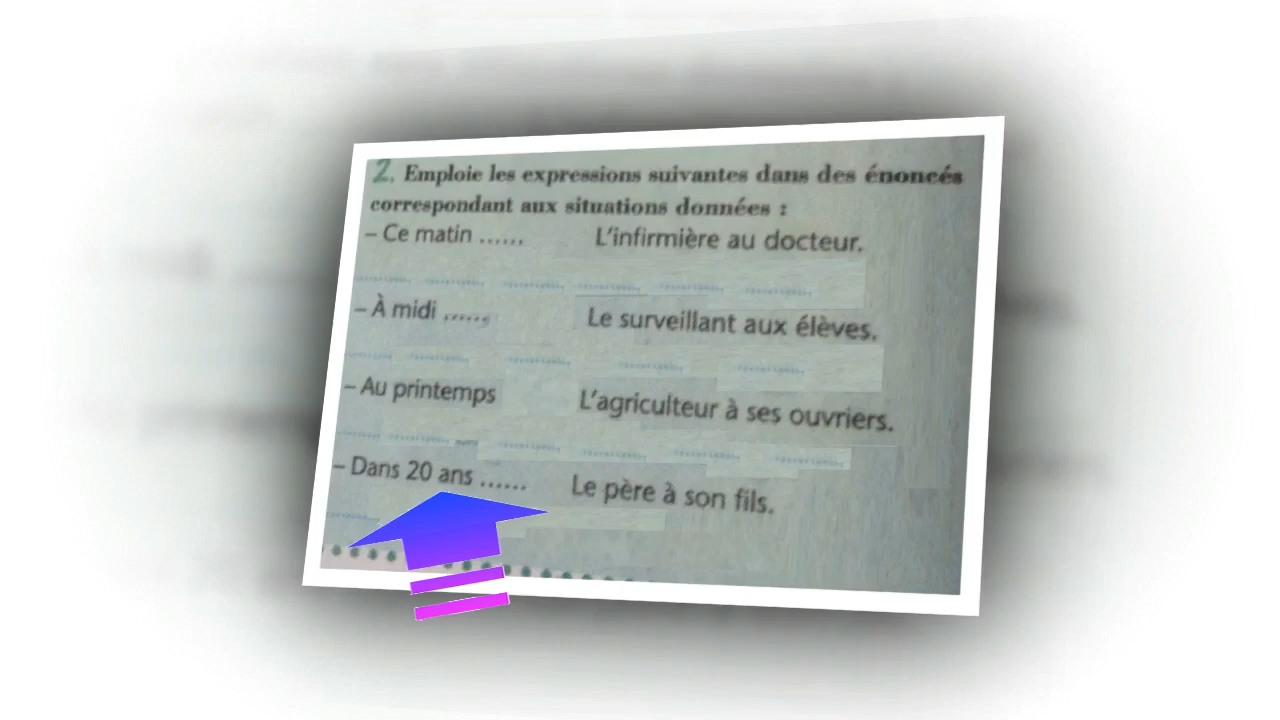 2. Emploie les expressions suivantes dans des énoncés
correspondant aux situations données :
– Ce matin ...... L'infirmière au docteur.
– À midi ...... Le surveillant aux élèves.
– Au printemps L'agriculteur à ses ouvriers.
– Dans 20 ans ...... Le père à son fils.